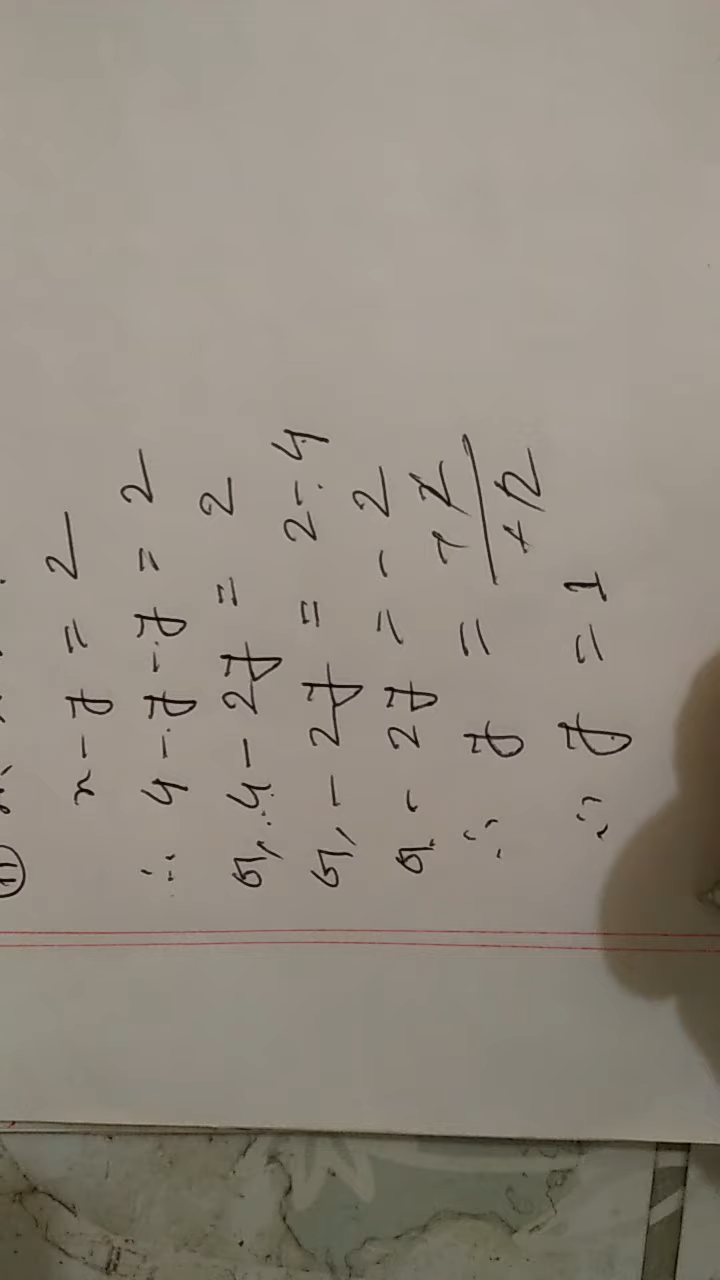 (11)
x - y = 2
∴ 4 - y - y = 2
বা, 4 - 2y = 2
বা, - 2y = 2 - 4
বা, - 2y = - 2
∴ y = -2/-2
∴ y = 1